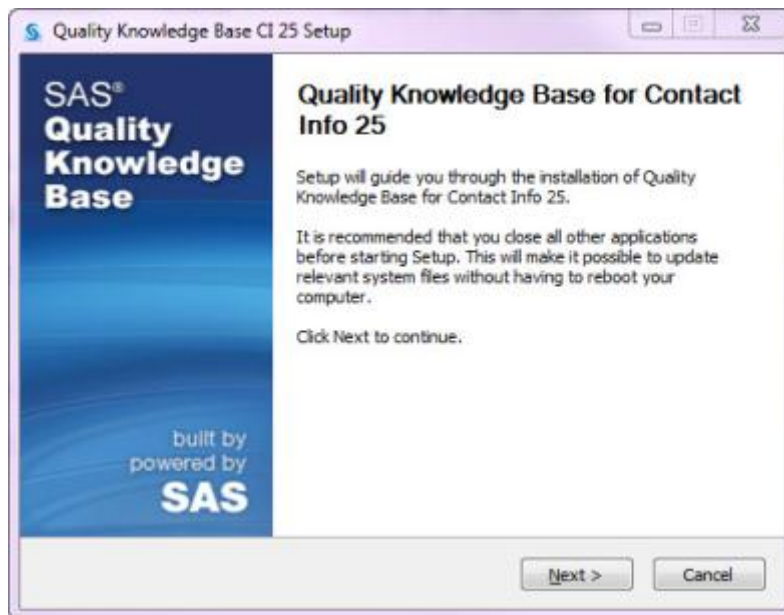 Quality Knowledge Base CI 25 Setup
SAS®
Quality
Knowledge
Base
Quality Knowledge Base for Contact
Info 25
Setup will guide you through the installation of Quality
Knowledge Base for Contact Info 25.
It is recommended that you close all other applications
before starting Setup. This will make it possible to update
relevant system files without having to reboot your
computer.
Click Next to continue.
built by
powered by
SAS
Next >
Cancel